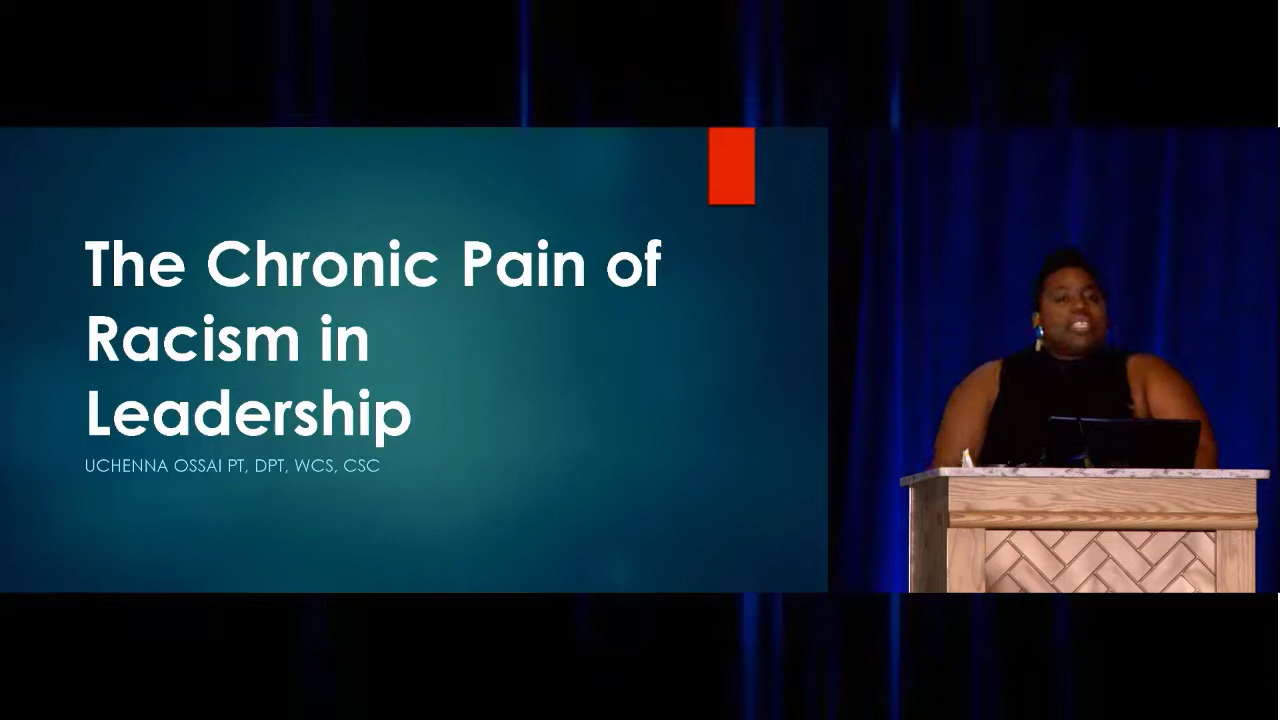 The Chronic Pain of
Racism in
Leadership
UCHENNA OSSAI PT, DPT, WCS, CSC